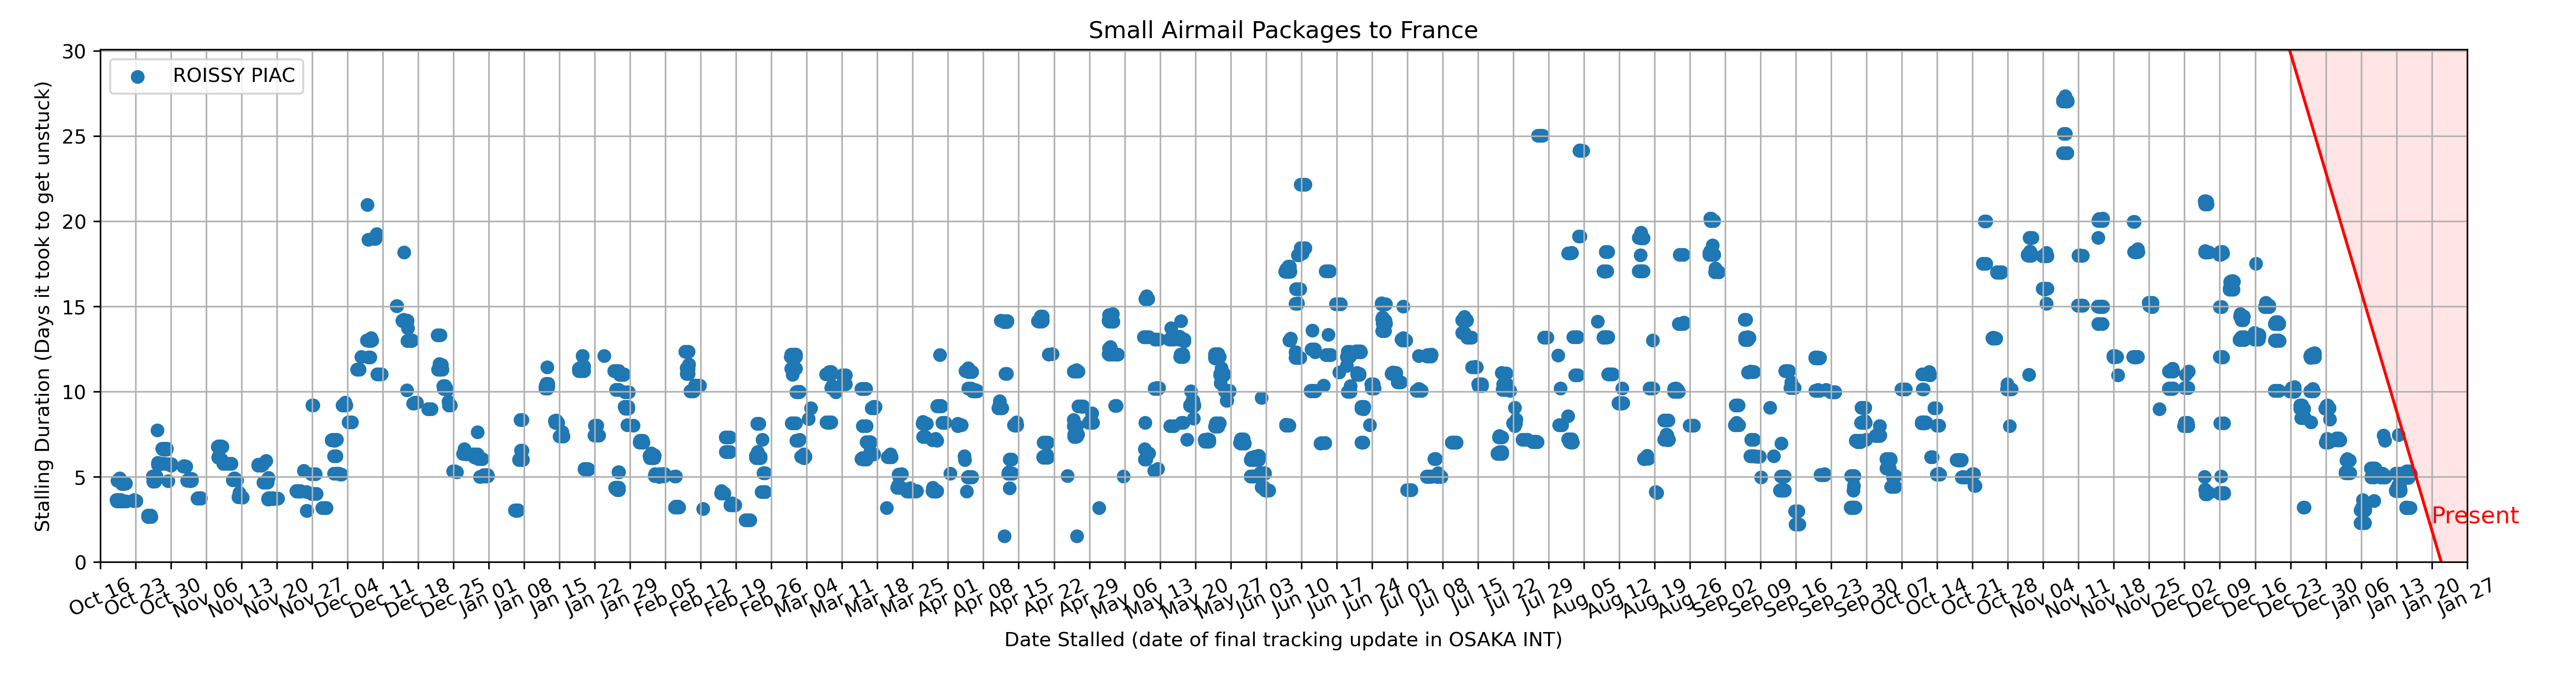 Small Airmail Packages to France
ROISSY PIAC
Stalling Duration (Days it took to get unstuck)
30
25
20
15
10
5
0
Present
Oct 16
Oct 23
Oct 30
Nov 06
Nov 13
Nov 20
Nov 27
Dec 04
Dec 11
Dec 18
Dec 25
Jan 01
Jan 08
Jan 15
Jan 22
Jan 29
Feb 05
Feb 12
Feb 19
Feb 26
Mar 04
Mar 11
Mar 18
Mar 25
Apr 01
Apr 08
Apr 15
Apr 22
Apr 29
May 06
May 13
May 20
May 27
Jun 03
Jun 10
Jun 17
Jun 24
Jul 01
Jul 08
Jul 15
Jul 22
Jul 29
Aug 05
Aug 12
Aug 19
Aug 26
Sep 02
Sep 09
Sep 16
Sep 23
Sep 30
Oct 07
Oct 14
Oct 21
Oct 28
Nov 04
Nov 11
Nov 18
Nov 25
Dec 02
Dec 09
Dec 16
Dec 23
Dec 30
Jan 06
Jan 13
Jan 20
Jan 27
Date Stalled (date of final tracking update in OSAKA INT)